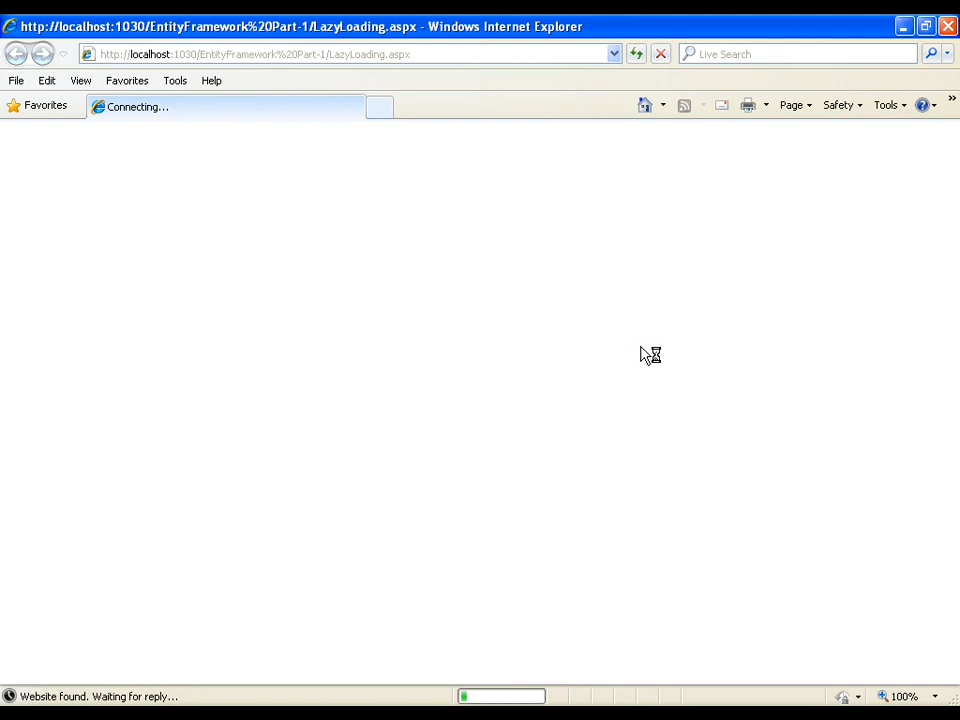 http://localhost:1030/EntityFramework%20Part-1/LazyLoading.aspx - Windows Internet Explorer
http://localhost:1030/EntityFramework%20Part-1/LazyLoading.aspx Live Search
File Edit View Favorites Tools Help
Favorites Connecting... Page Safety Tools
Website found. Waiting for reply... 100%